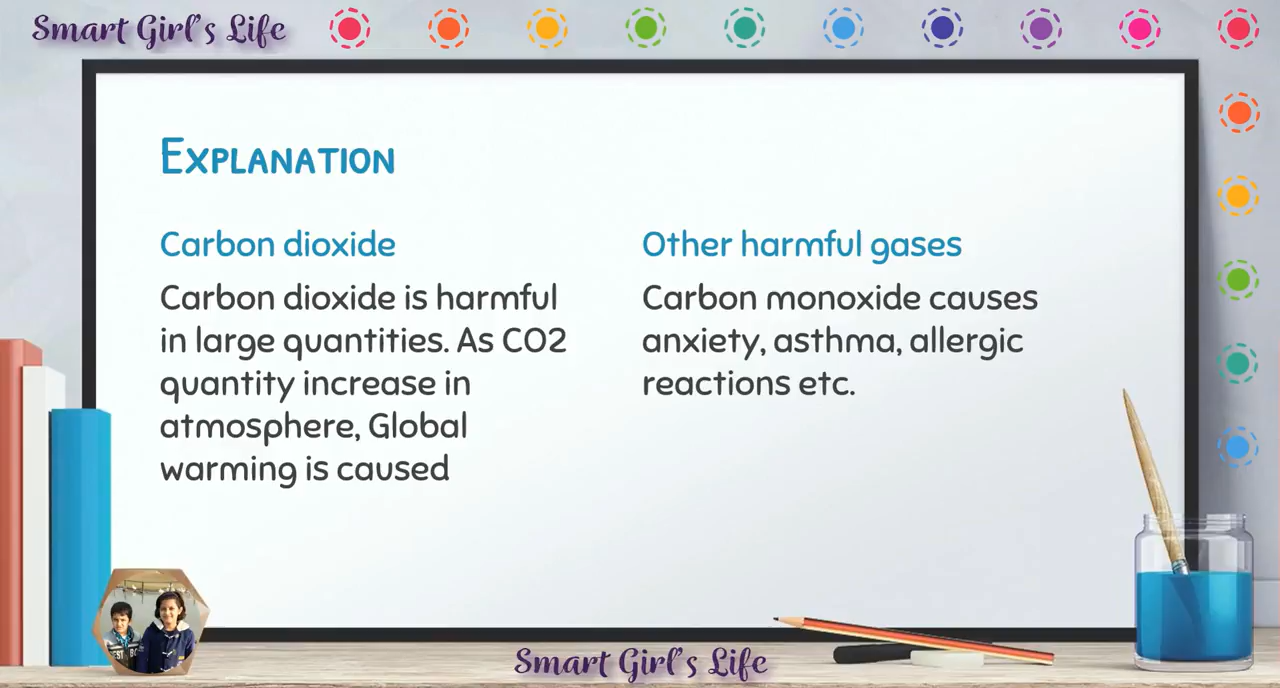 Smart Girl's Life
Explanation
Carbon dioxide
Carbon dioxide is harmful
in large quantities. As CO2
quantity increase in
atmosphere, Global
warming is caused
Other harmful gases
Carbon monoxide causes
anxiety, asthma, allergic
reactions etc.
Smart Girl's Life